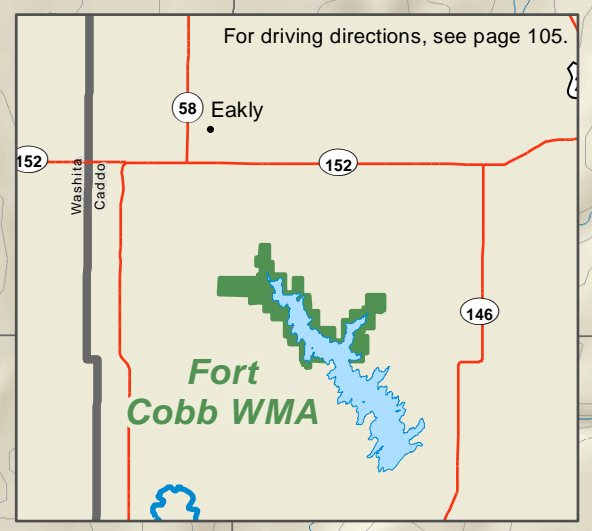 For driving directions, see page 105.
58 Eakly
152
152
Washita
Caddo
146
Fort
Cobb WMA